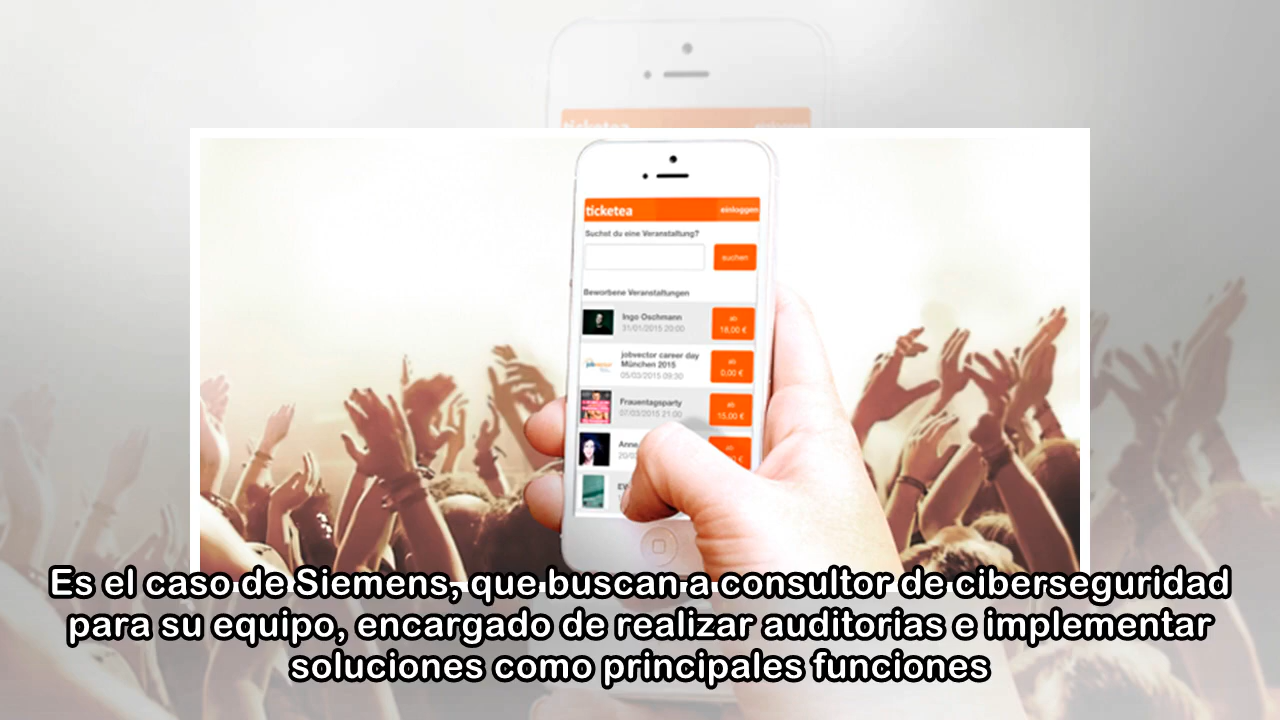 ticketea
einloggen
Suchst du eine Veranstaltung?
suchen
Beworbene Veranstaltungen
Ingo Oschmann
31/01/2015 20:00
ab
18,00 €
jobvector career day
München 2015
05/03/2015 09:30
ab
0,00 €
Frauentagsparty
07/03/2015 21:00
ab
15,00 €
Anne
ab
Es el caso de Siemens, que buscan a consultor de ciberseguridad
para su equipo, encargado de realizar auditorias e implementar
soluciones como principales funciones